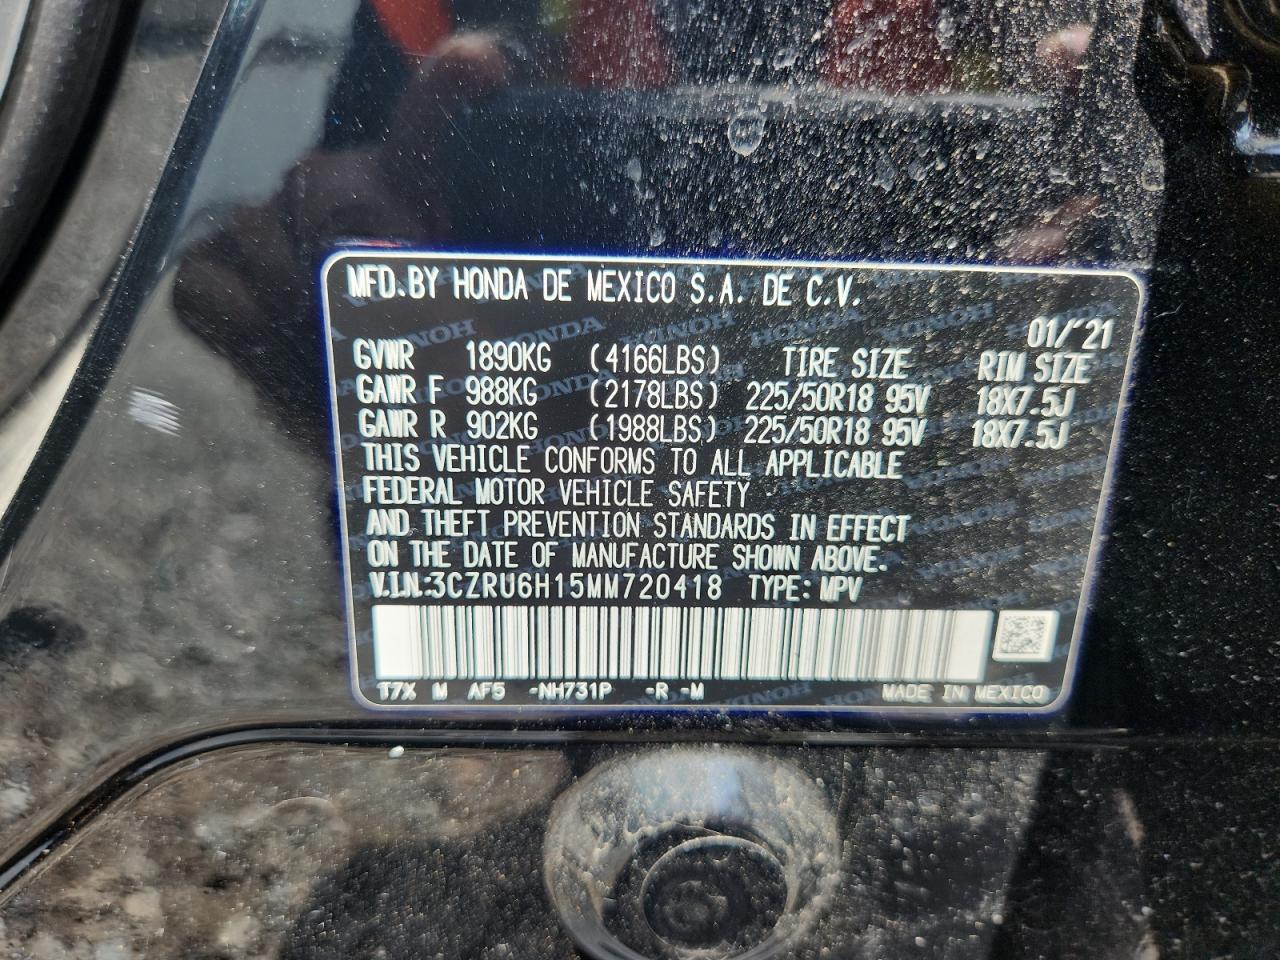 MFD.BY HONDA DE MEXICO S.A. DE C.V.
01/'21
GVWR 1890KG (4166LBS) TIRE SIZE RIM SIZE
GAWR F 988KG (2178LBS) 225/50R18 95V 18X7.5J
GAWR R 902KG (1988LBS) 225/50R18 95V 18X7.5J
THIS VEHICLE CONFORMS TO ALL APPLICABLE
FEDERAL MOTOR VEHICLE SAFETY
AND THEFT PREVENTION STANDARDS IN EFFECT
ON THE DATE OF MANUFACTURE SHOWN ABOVE.
V.I.N:3CZRU6H15MM720418 TYPE: MPV
T7X M AF5 -NH731P -R -M MADE IN MEXICO